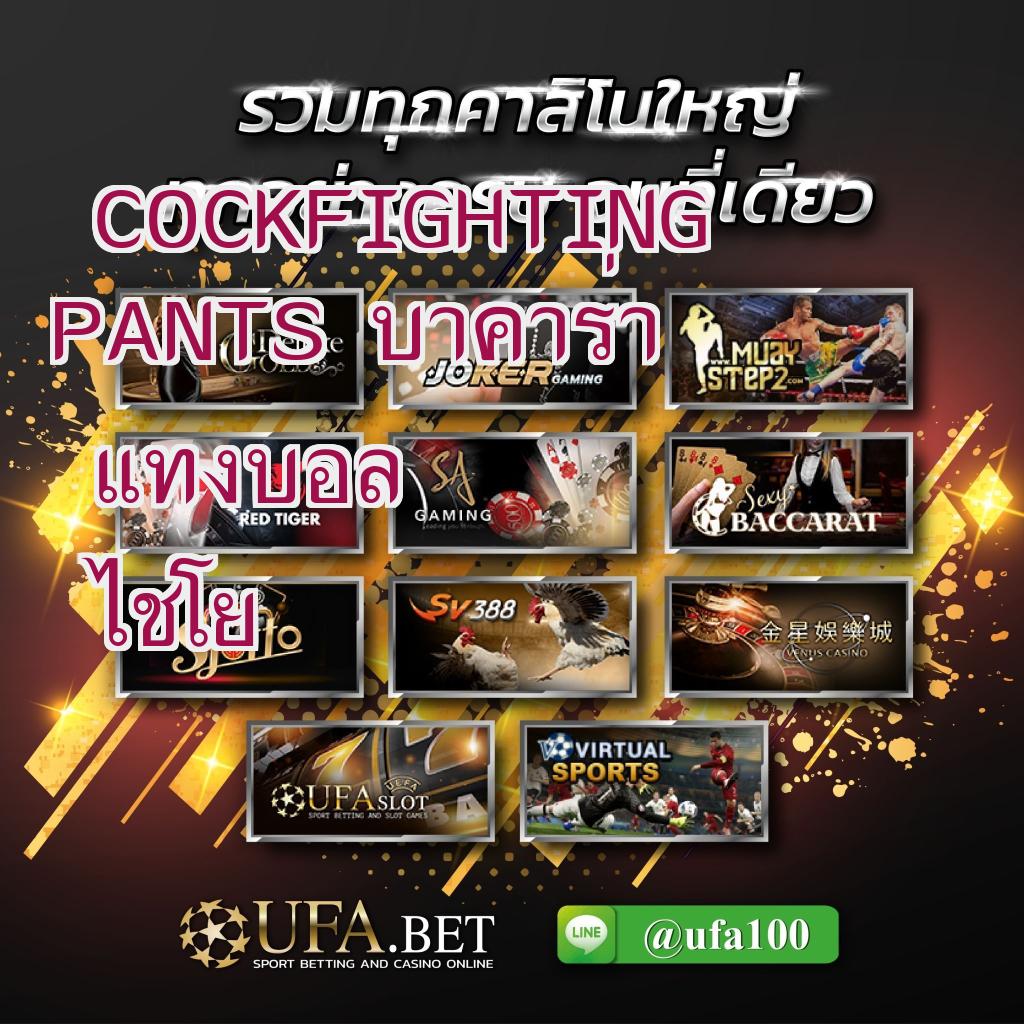 รวมทุกคาสิโนใหญ่
ที่เดียว
COCKFIGHTING
PANTS บาคารา
JOKER GAMING
WWW.MUAY
STEP2.COM
แทงบอล
RED TIGER
SA
GAMING
Sexy
BACCARAT
ไชโย
SV388
金星娛樂城
VENUS CASINO
UEFA
UFA SLOT
SPORT BETTING AND SLOT GAMES
VIRTUAL
SPORTS
UFA.BET
SPORT BETTING AND CASINO ONLINE
LINE
@ufa100